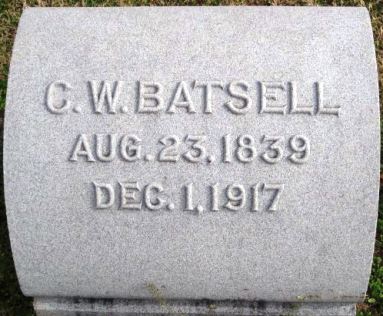 C. W. BATSELL
AUG. 23, 1839
DEC. 1, 1917